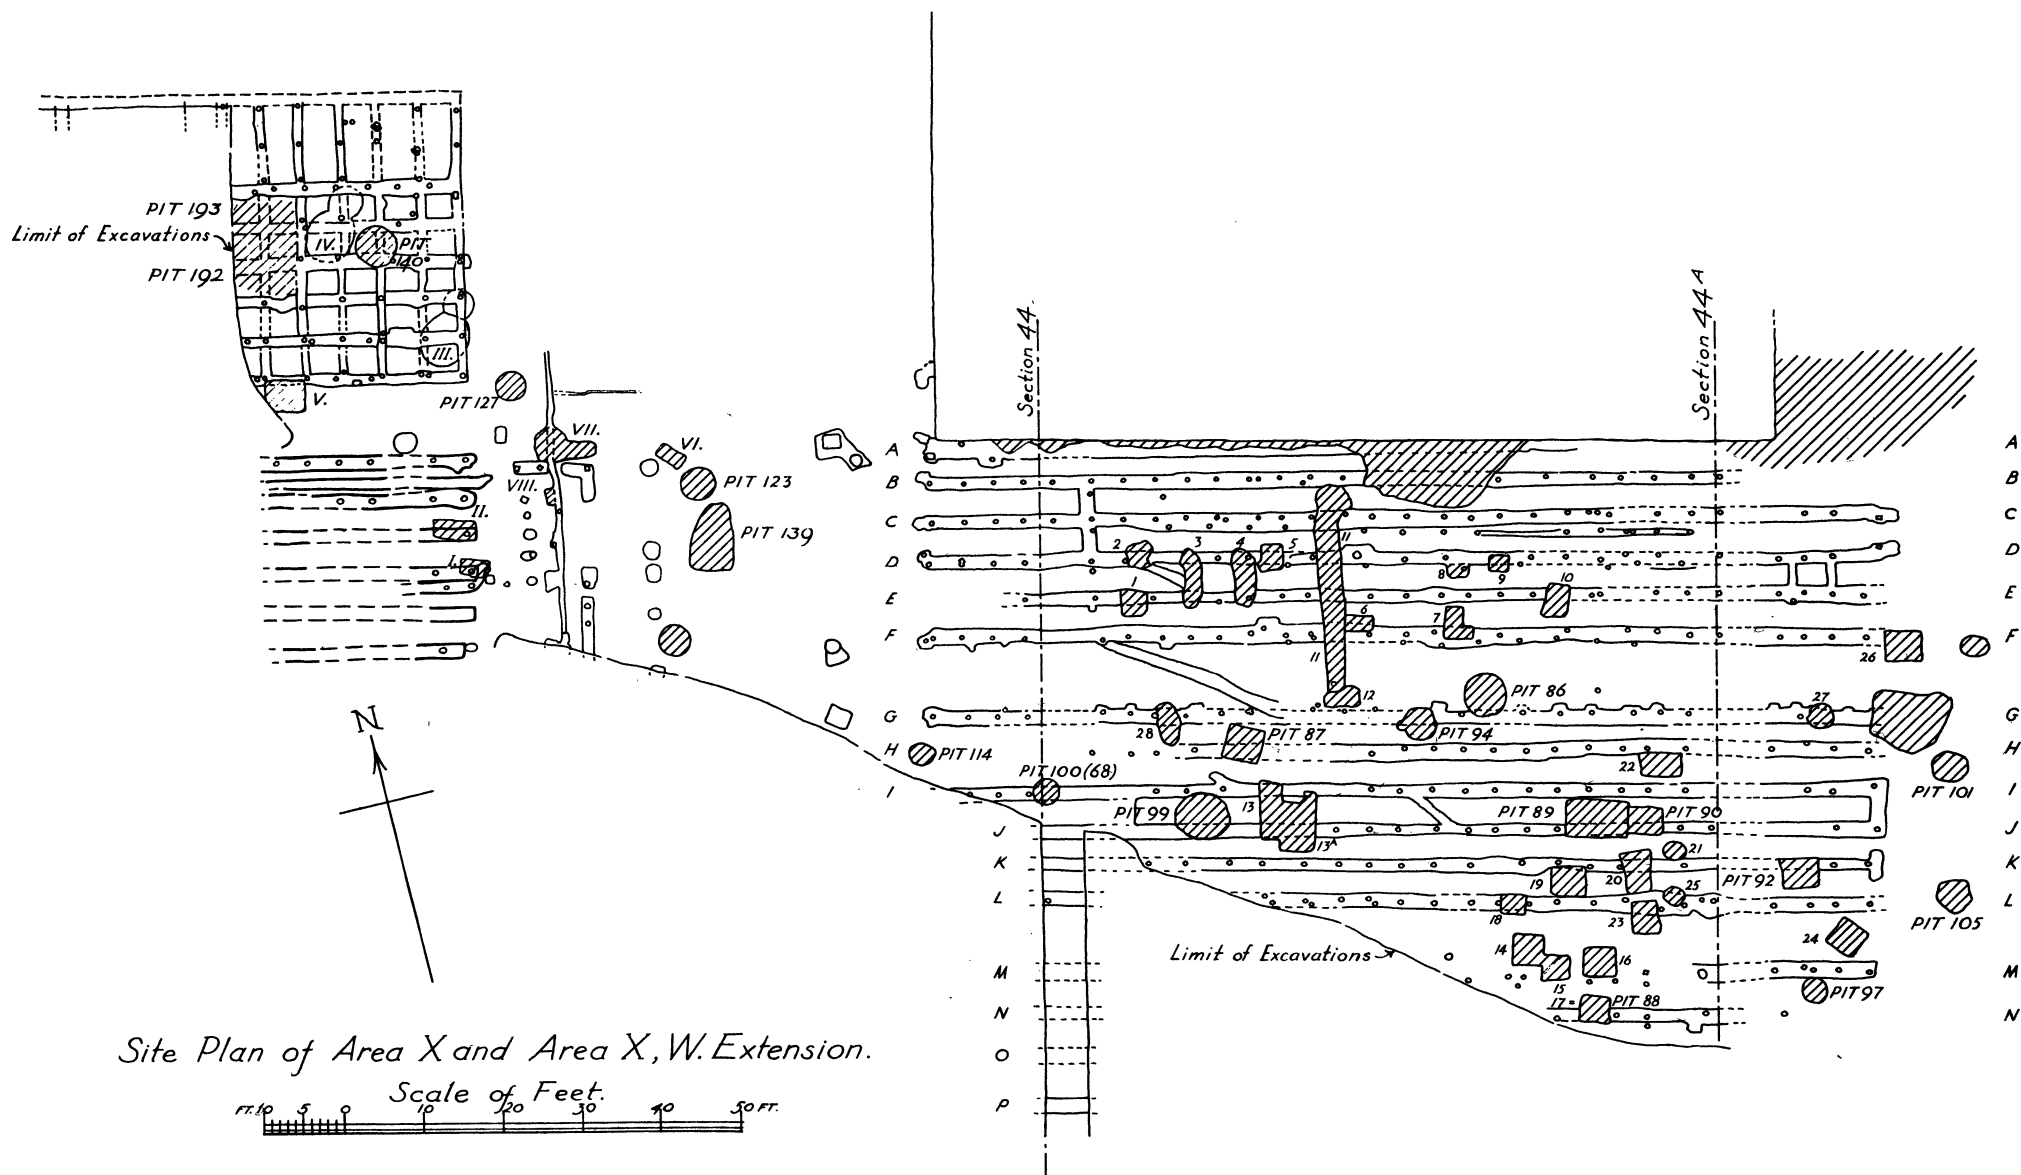 PIT 193
Limit of Excavations
PIT 192
IV.
PIT
140
III.
V.
PIT 127
VII.
VI.
VIII.
PIT 123
II.
PIT 139
I.
N
Section 44.
Section 44 A
A
A
B
B
C
C
11
2
3
4
5
D
D
8
9
1
10
E
E
6
7
F
F
11
26
12
PIT 86
27
G
G
28
PIT 87
PIT 94
H
PIT 114
H
22
PIT 100 (68)
I
I
PIT 101
PIT 99
13
PIT 89
PIT 90
J
J
13A
21
K
K
19
20
PIT 92
25
L
L
18
23
PIT 105
14
24
Limit of Excavations
16
M
M
15
PIT 97
17 = PIT 88
N
N
O
P
Site Plan of Area X and Area X, W. Extension.
Scale of Feet.
FT. 10 5 0 10 20 30 40 50 FT.